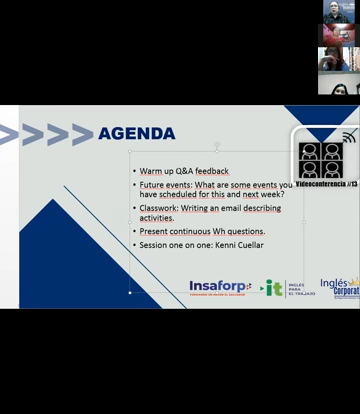 AGENDA
• Warm up Q&A feedback
• Future events: What are some events you
have scheduled for this and next week?
• Classwork: Writing an email describing
activities.
• Present continuous Wh questions.
• Session one on one: Kenni Cuellar
Videoconferencia #13
Insaforp
it
INGLÉS
PARA
EL TRABAJO
Inglés
Corporat